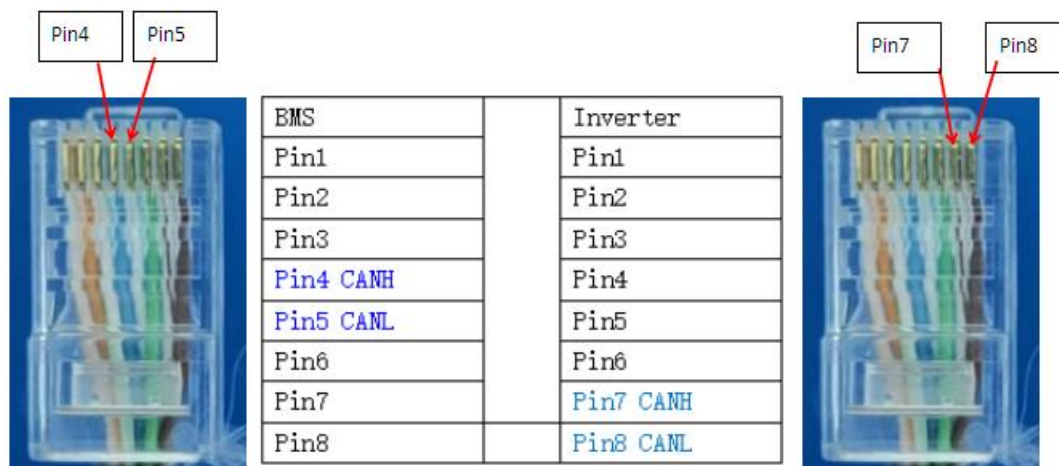 Pin4 Pin5
Pin7 Pin8
BMS Inverter
Pin1 Pin1
Pin2 Pin2
Pin3 Pin3
Pin4 CANH Pin4
Pin5 CANL Pin5
Pin6 Pin6
Pin7 Pin7 CANH
Pin8 Pin8 CANL